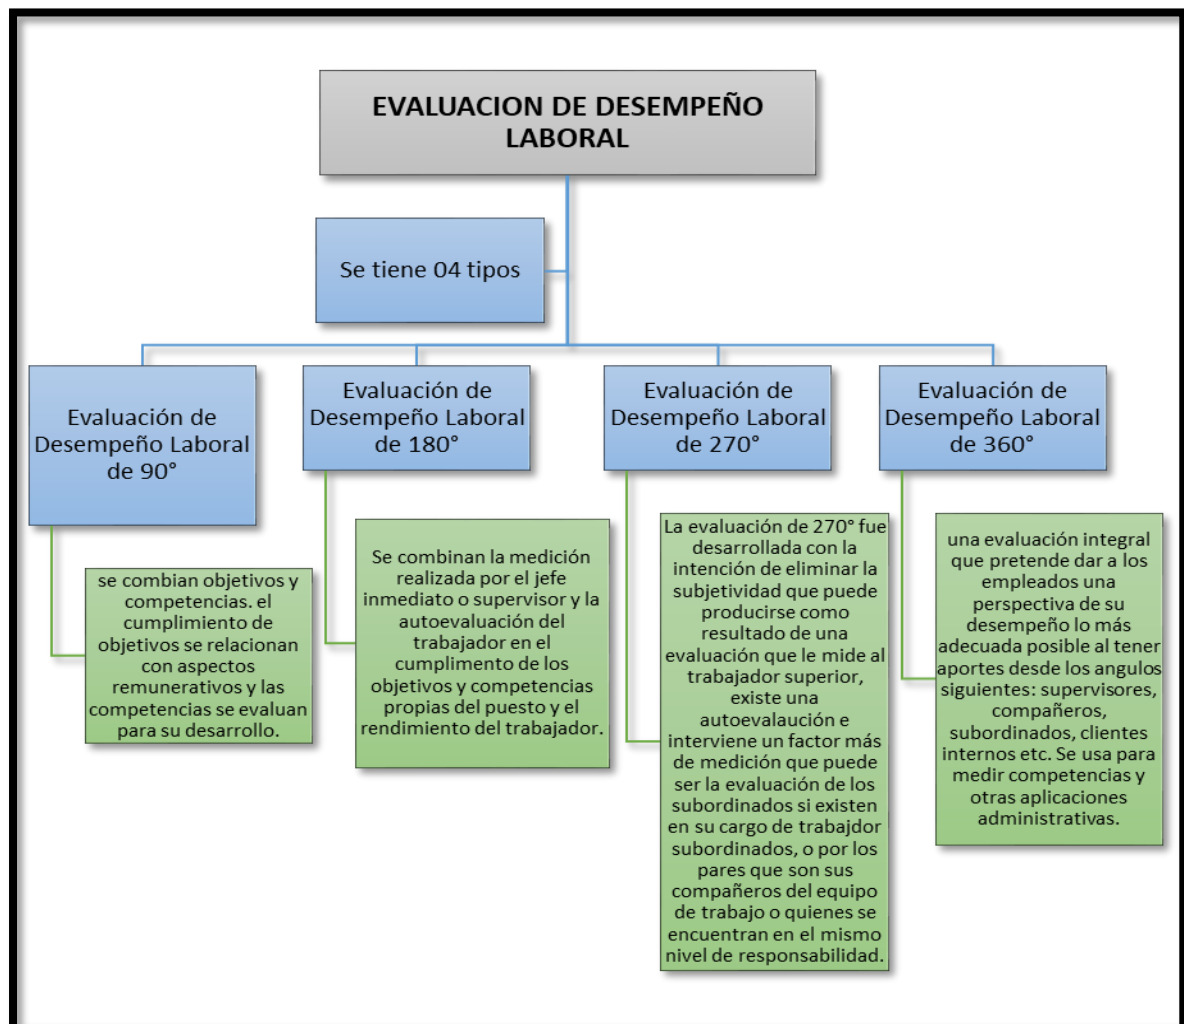 EVALUACION DE DESEMPEÑO
LABORAL
Se tiene 04 tipos
Evaluación de
Desempeño Laboral
de 90°
se combian objetivos y
competencias. el
cumplimiento de
objetivos se relacionan
con aspectos
remunerativos y las
competencias se evaluan
para su desarrollo.
Evaluación de
Desempeño Laboral
de 180°
Se combinan la medición
realizada por el jefe
inmediato o supervisor y la
autoevaluación del
trabajador en el
cumplimento de los
objetivos y competencias
propias del puesto y el
rendimiento del trabajador.
Evaluación de
Desempeño Laboral
de 270°
La evaluación de 270° fue
desarrollada con la
intención de eliminar la
subjetividad que puede
producirse como
resultado de una
evaluación que le mide al
trabajador superior,
existe una
autoevalaución e
interviene un factor más
de medición que puede
ser la evaluación de los
subordinados si existen
en su cargo de trabajdor
subordinados, o por los
pares que son sus
compañeros del equipo
de trabajo o quienes se
encuentran en el mismo
nivel de responsabilidad.
Evaluación de
Desempeño Laboral
de 360°
una evaluación integral
que pretende dar a los
empleados una
perspectiva de su
desempeño lo más
adecuada posible al tener
aportes desde los angulos
siguientes: supervisores,
compañeros,
subordinados, clientes
internos etc. Se usa para
medir competencias y
otras aplicaciones
administrativas.